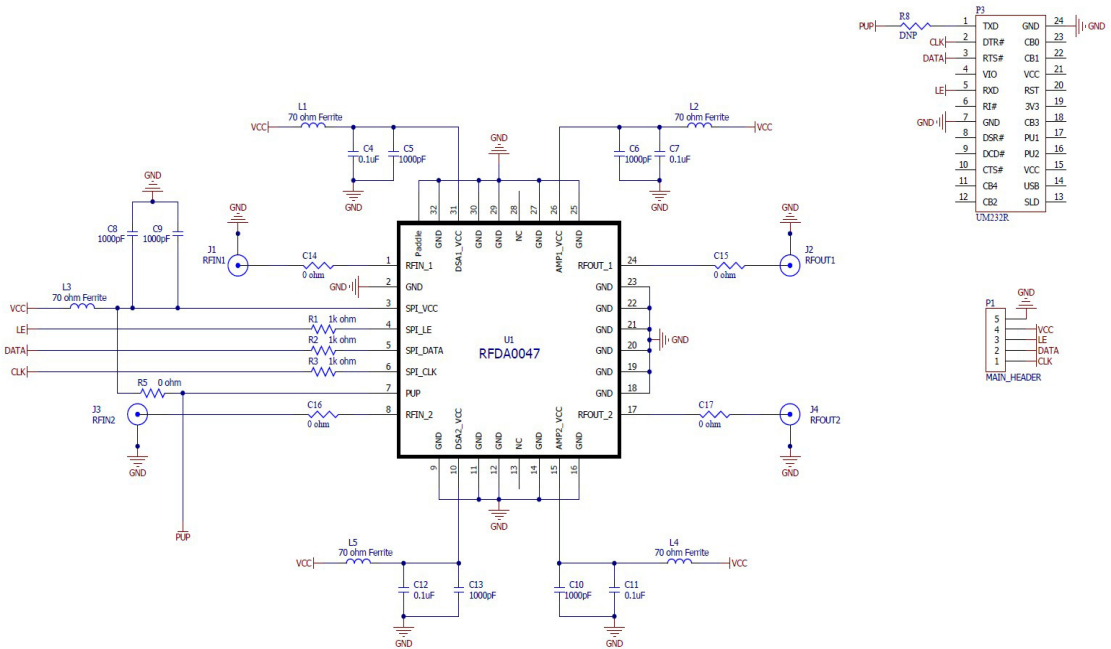 P3
R8
PUP
DNP
1 TXD GND 24 GND
CLK 2 DTR# CB0 23
DATA 3 RTS# CB1 22
4 VIO VCC 21
LE 5 RXD RST 20
6 RI# 3V3 19
GND 7 GND CB3 18
8 DSR# PU1 17
9 DCD# PU2 16
10 CTS# VCC 15
11 CB4 USB 14
12 CB2 SLD 13
UM232R
L1
70 ohm Ferrite
VCC
C4
0.1uF
C5
1000pF
GND
GND
L2
70 ohm Ferrite
VCC
C6
1000pF
C7
0.1uF
GND
GND
C8
1000pF
C9
1000pF
GND
J1
RFIN1
C14
0 ohm
L3
70 ohm Ferrite
VCC
LE
R1 1k ohm
DATA
R2 1k ohm
CLK
R3 1k ohm
R5 0 ohm
J3
RFIN2
C16
0 ohm
GND
PUP
GND
32 31 30 29 28 27 26 25
Paddle GND DSA1_VCC GND GND NC GND AMP1_VCC GND
1 RFIN_1
2 GND
3 SPI_VCC
4 SPI_LE
5 SPI_DATA
6 SPI_CLK
7 PUP
8 RFIN_2
U1
RFDA0047
RFOUT_1 24
GND 23
GND 22
GND 21
GND 20
GND 19
GND 18
RFOUT_2 17
GND DSA2_VCC GND GND NC GND AMP2_VCC GND
9 10 11 12 13 14 15 16
GND
GND
C15
0 ohm
GND
J2
RFOUT1
C17
0 ohm
J4
RFOUT2
GND
P1
GND
5
4 VCC
3 LE
2 DATA
1 CLK
MAIN_HEADER
L5
70 ohm Ferrite
VCC
C12
0.1uF
C13
1000pF
GND
L4
70 ohm Ferrite
VCC
C10
1000pF
C11
0.1uF
GND